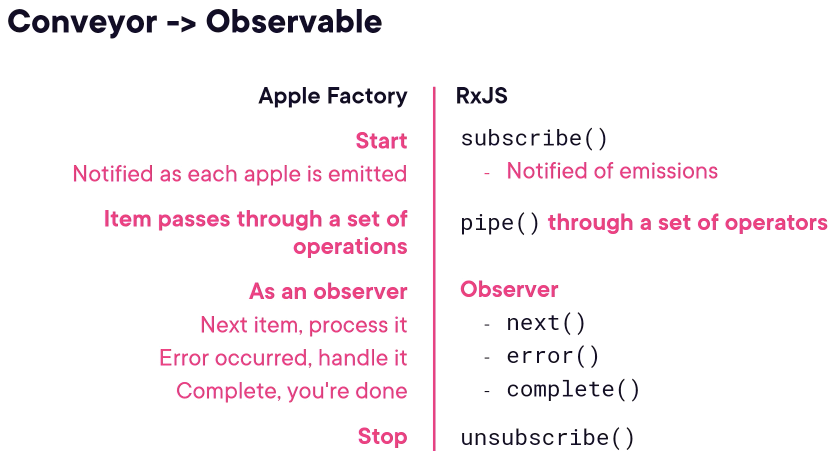 Conveyor -> Observable
Apple Factory
RxJS
Start
subscribe()
Notified as each apple is emitted
- Notified of emissions
Item passes through a set of
operations
pipe() through a set of operators
As an observer
Observer
Next item, process it
- next()
Error occurred, handle it
- error()
Complete, you're done
- complete()
Stop
unsubscribe()